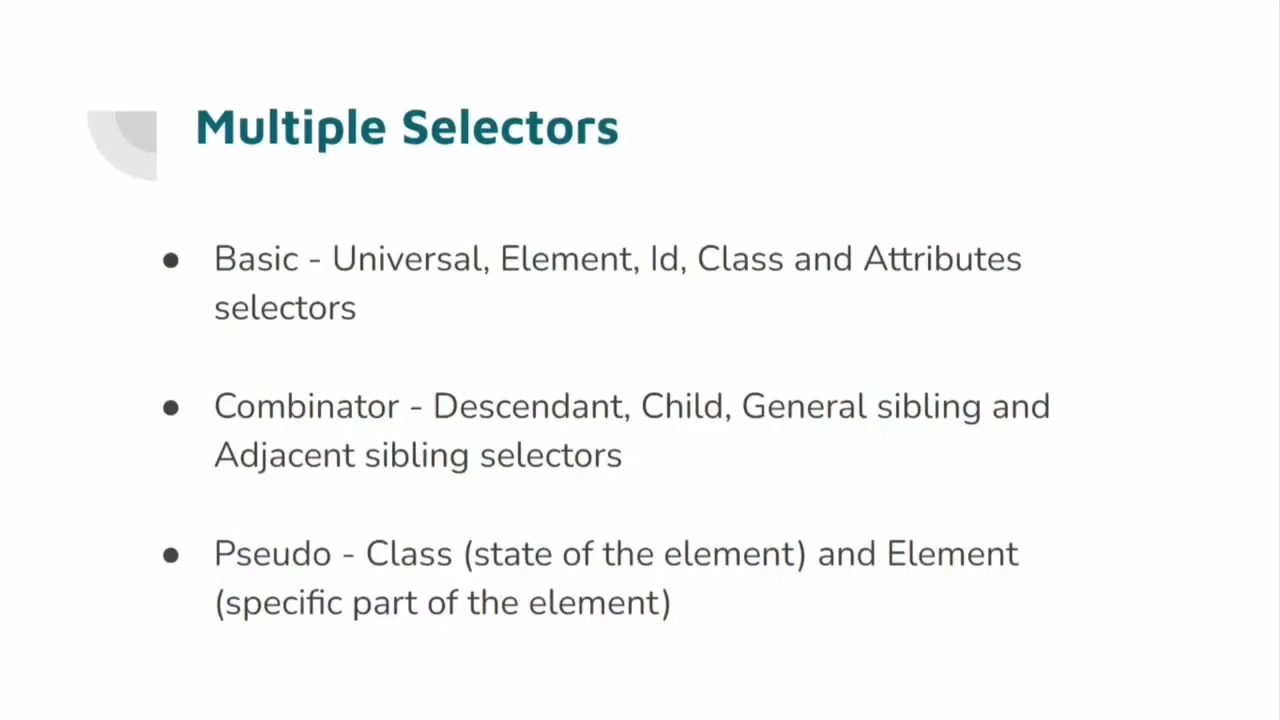 Multiple Selectors
● Basic - Universal, Element, Id, Class and Attributes
selectors
● Combinator - Descendant, Child, General sibling and
Adjacent sibling selectors
● Pseudo - Class (state of the element) and Element
(specific part of the element)